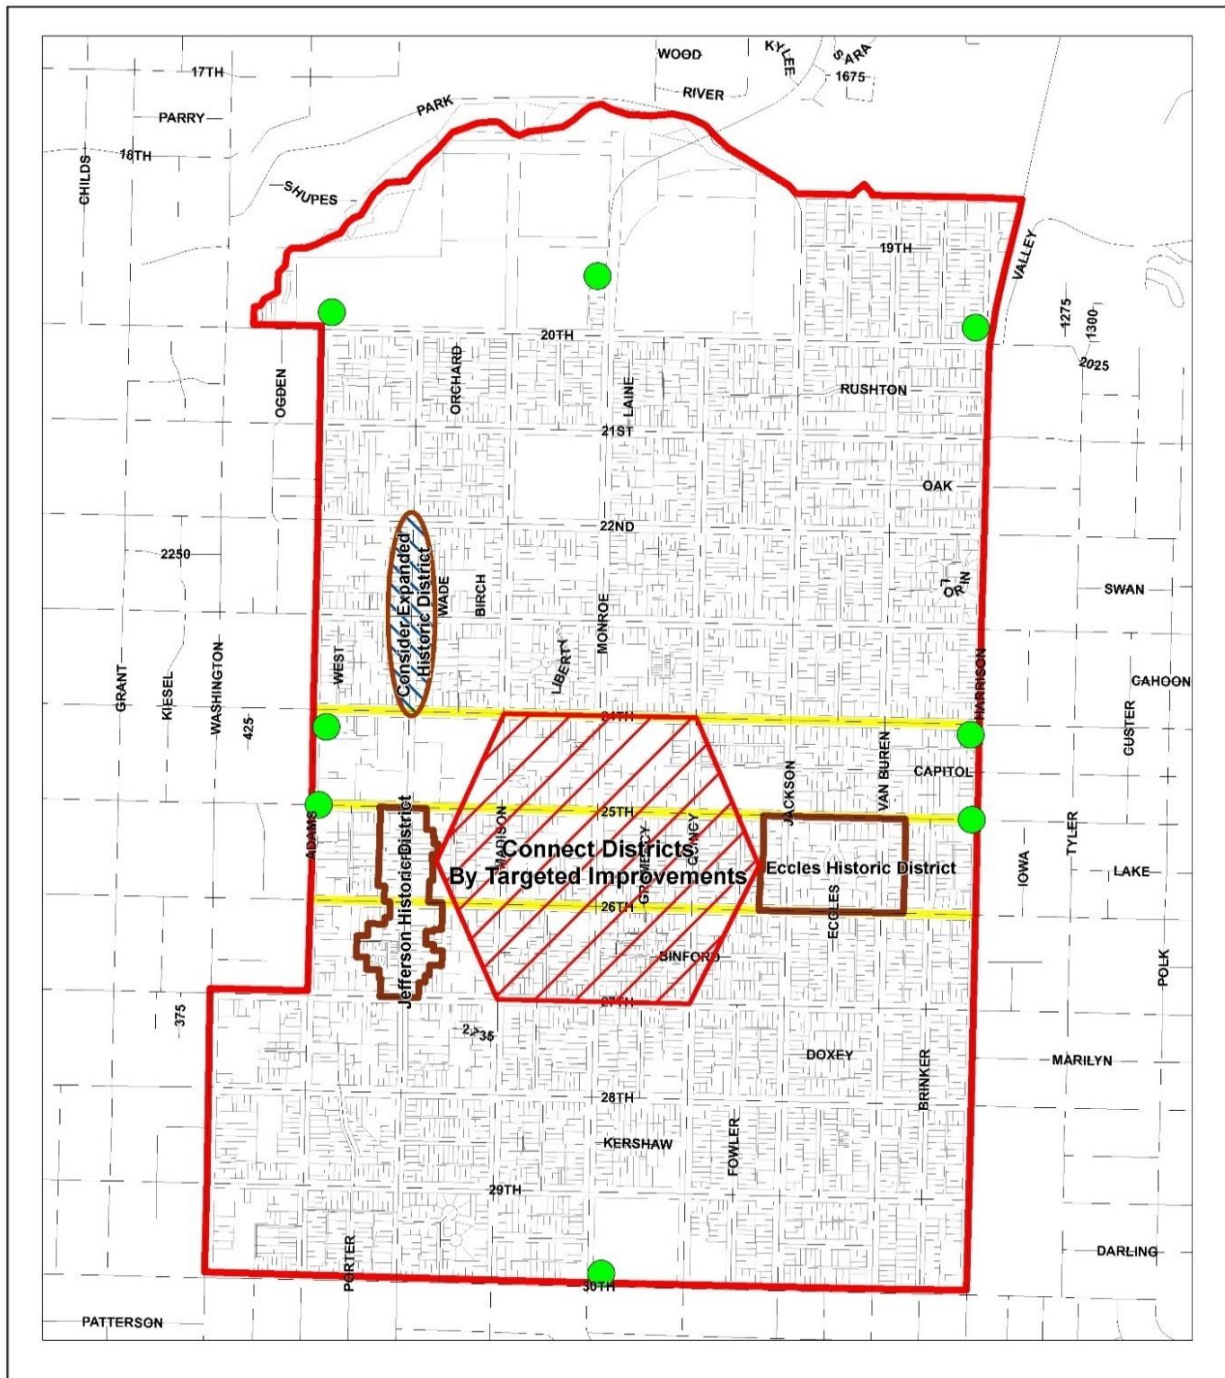 WOOD
KYLEE
SARA
17TH
1675
RIVER
PARK
PARRY
18TH
CHILDS
SHUPES
19TH
VALLEY
1275
1300
20TH
2025
ORCHARD
OGDEN
LAINE
RUSHTON
21ST
OAK
22ND
2250
Consider Expanded
Historic District
WADE
BIRCH
LORIN
SWAN
MONROE
LIBERTY
WEST
GRANT
KIESEL
WASHINGTON
425
HARRISON
CAHOON
CUSTER
24TH
VAN BUREN
CAPITOL
JACKSON
25TH
ADAMS
Jefferson Historic District
MADISON
GRAMERCY
QUINCY
Connect Districts
By Targeted Improvements
Eccles Historic District
TYLER
IOWA
LAKE
26TH
ECCLES
BINFORD
POLK
27TH
375
DOXEY
MARILYN
BRINKER
28TH
KERSHAW
FOWLER
29TH
PORTER
DARLING
30TH
PATTERSON